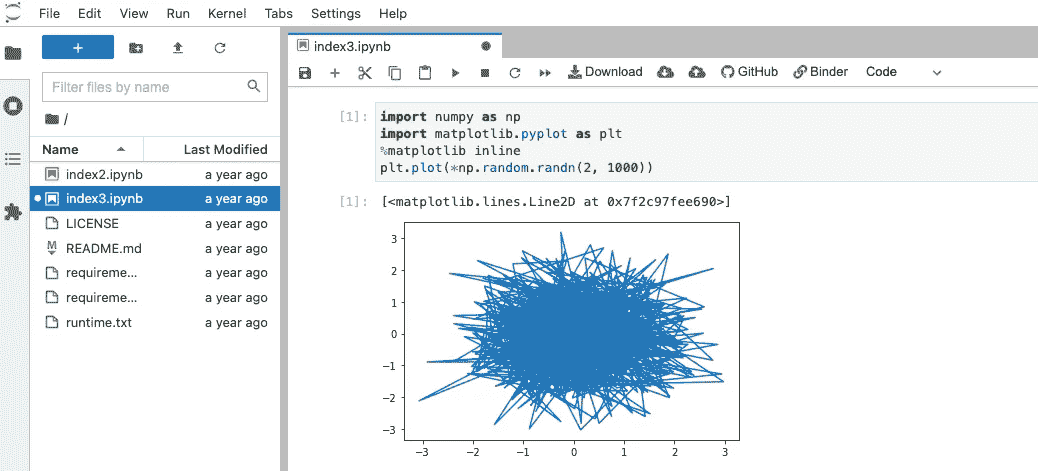 File Edit View Run Kernel Tabs Settings Help
+
Filter files by name
/
Name Last Modified
index2.ipynb a year ago
index3.ipynb a year ago
LICENSE a year ago
README.md a year ago
requireme... a year ago
requireme... a year ago
runtime.txt a year ago
index3.ipynb
Download GitHub Binder Code
[1]: import numpy as np
import matplotlib.pyplot as plt
%matplotlib inline
plt.plot(*np.random.randn(2, 1000))
[1]: [<matplotlib.lines.Line2D at 0x7f2c97fee690>]
3
2
1
0
−1
−2
−3
−3 −2 −1 0 1 2 3